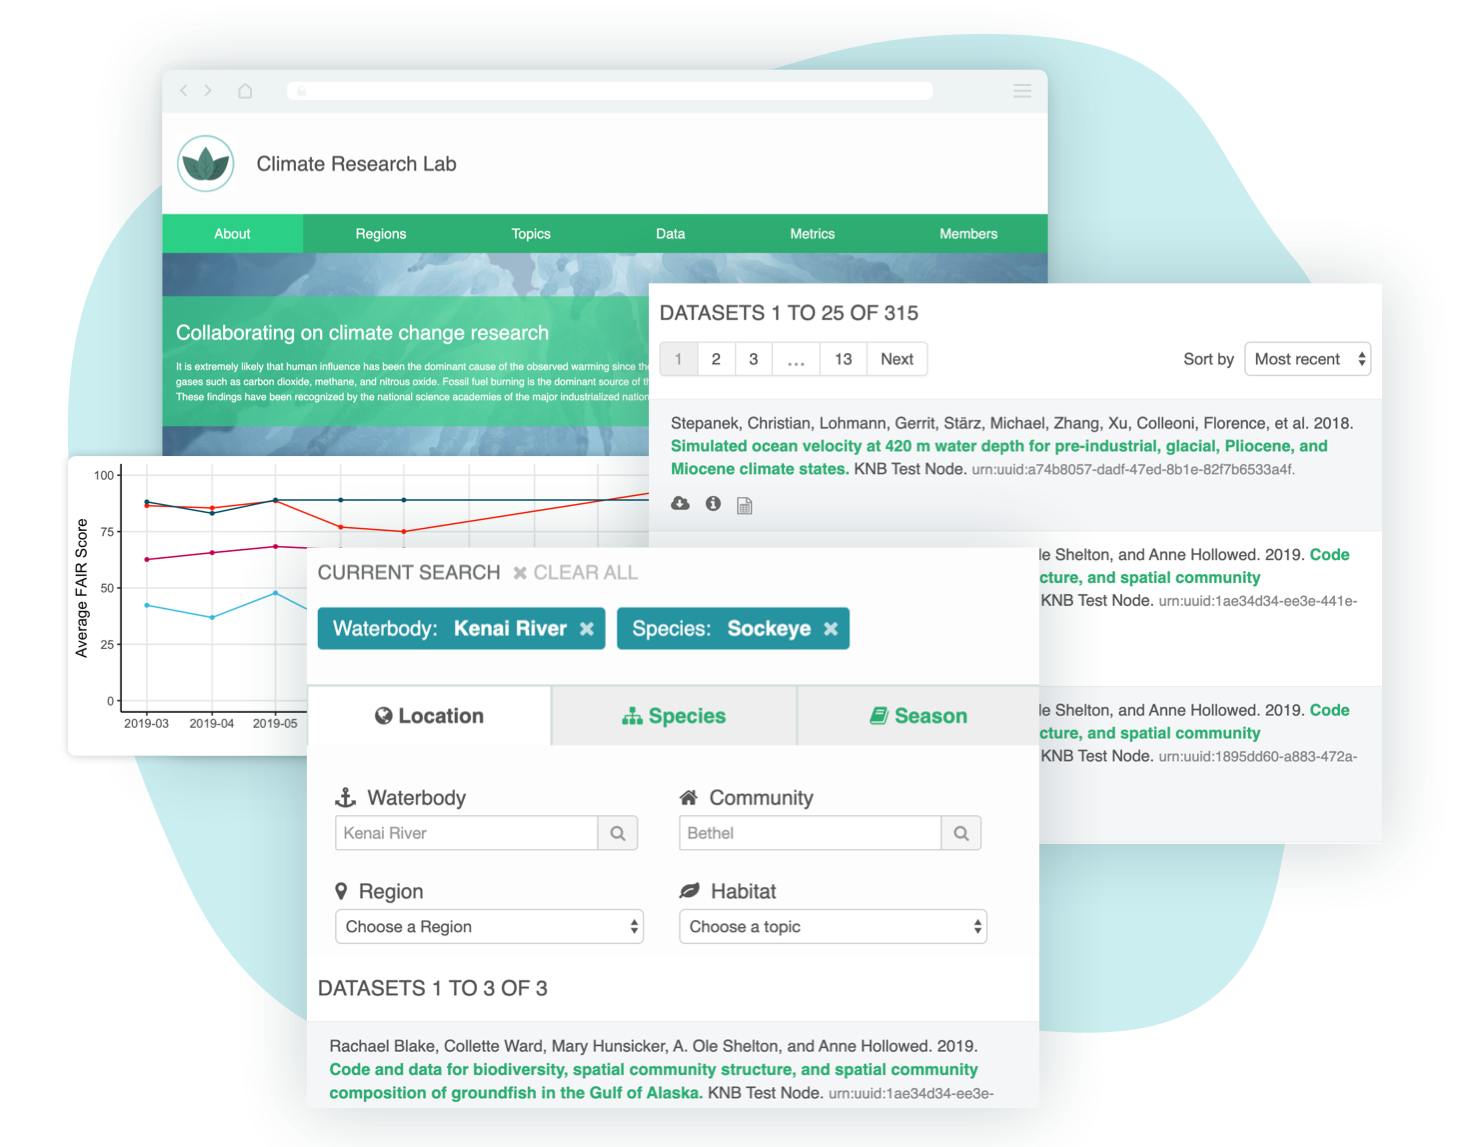 Climate Research Lab
About Regions Topics Data Metrics Members
Collaborating on climate change research
It is extremely likely that human influence has been the dominant cause of the observed warming since
gases such as carbon dioxide, methane, and nitrous oxide. Fossil fuel burning is the dominant source of
These findings have been recognized by the national science academies of the major industrialized
DATASETS 1 TO 25 OF 315
1 2 3 ... 13 Next
Sort by Most recent
Stepanek, Christian, Lohmann, Gerrit, Stärz, Michael, Zhang, Xu, Colleoni, Florence, et al. 2018.
Simulated ocean velocity at 420 m water depth for pre-industrial, glacial, Pliocene, and
Miocene climate states. KNB Test Node. urn:uuid:a74b8057-dadf-47ed-8b1e-82f7b6533a4f.
le Shelton, and Anne Hollowed. 2019. Code
cture, and spatial community
KNB Test Node. urn:uuid:1ae34d34-ee3e-441e-
le Shelton, and Anne Hollowed. 2019. Code
cture, and spatial community
KNB Test Node. urn:uuid:1895dd60-a883-472a-
Average FAIR Score
100
75
50
25
0
2019-03 2019-04 2019-05
CURRENT SEARCH CLEAR ALL
Waterbody: Kenai River Species: Sockeye
Location Species Season
Waterbody Community
Kenai River Bethel
Region Habitat
Choose a Region Choose a topic
DATASETS 1 TO 3 OF 3
Rachael Blake, Collette Ward, Mary Hunsicker, A. Ole Shelton, and Anne Hollowed. 2019.
Code and data for biodiversity, spatial community structure, and spatial community
composition of groundfish in the Gulf of Alaska. KNB Test Node. urn:uuid:1ae34d34-ee3e-